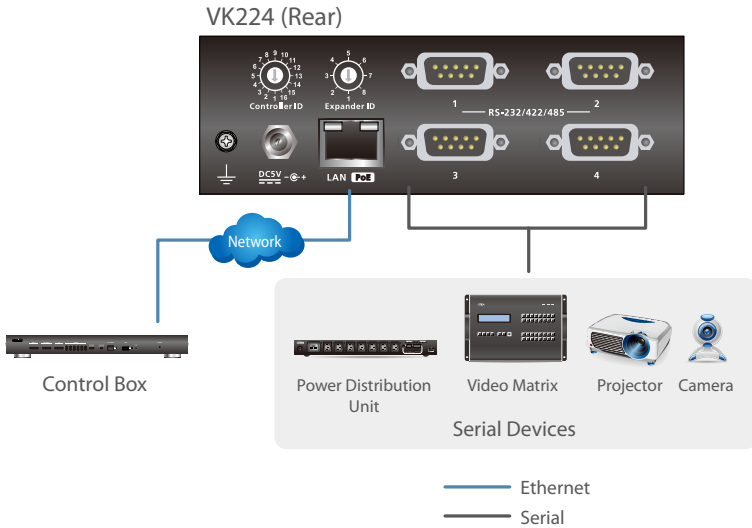 VK224 (Rear)
7 8 9 10 11
6 12
5 13
4 14
3 15
2 1 16
Controller ID
4 5 6
3 7
2 1 8
Expander ID
1
2
RS-232/422/485
DC5V
- +
LAN PoE
3
4
Network
Control Box
Power Distribution
Unit
Video Matrix
Projector
Camera
Serial Devices
Ethernet
Serial